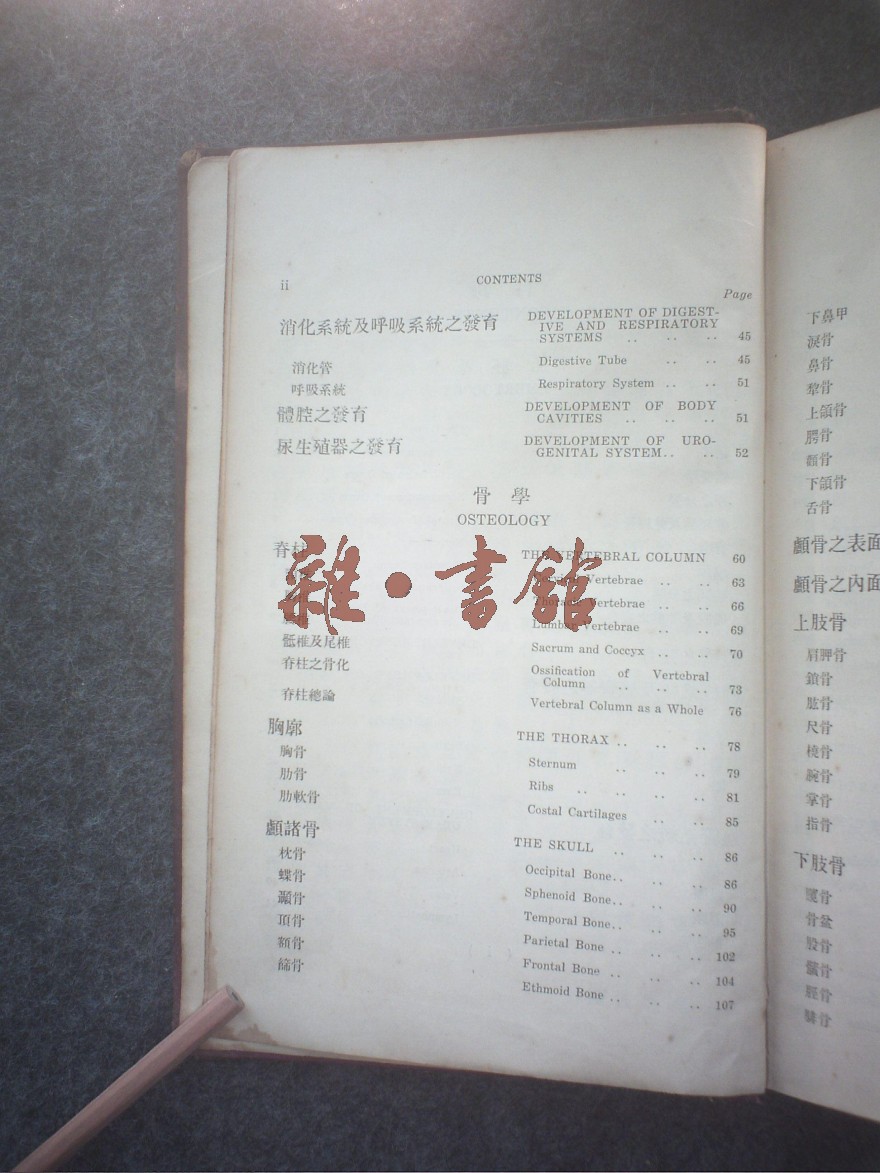 ii CONTENTS
Page
消化系統及呼吸系統之發育 DEVELOPMENT OF DIGEST-
IVE AND RESPIRATORY
SYSTEMS .. .. .. 45
消化管 Digestive Tube .. .. 45
呼吸系統 Respiratory System .. .. 51
體腔之發育 DEVELOPMENT OF BODY
CAVITIES .. .. .. 51
尿生殖器之發育 DEVELOPMENT OF URO-
GENITAL SYSTEM.. .. 52
骨學
OSTEOLOGY
脊柱 THE VERTEBRAL COLUMN 60
Vertebrae .. .. 63
Vertebrae .. .. 66
Lumbar Vertebrae .. .. 69
骶椎及尾椎 Sacrum and Coccyx .. .. 70
脊柱之骨化 Ossification of Vertebral
Column .. .. .. 73
脊柱總論 Vertebral Column as a Whole 76
胸廓 THE THORAX .. .. .. 78
胸骨 Sternum .. .. .. 79
肋骨 Ribs .. .. .. .. 81
肋軟骨 Costal Cartilages .. .. 85
顱諸骨 THE SKULL .. .. .. 86
枕骨 Occipital Bone.. .. .. 86
蝶骨 Sphenoid Bone.. .. .. 90
顳骨 Temporal Bone.. .. .. 95
頂骨 Parietal Bone .. .. .. 102
額骨 Frontal Bone .. .. .. 104
篩骨 Ethmoid Bone .. .. .. 107
雜·書館
下鼻甲
淚骨
鼻骨
犂骨
上頜骨
腭骨
顴骨
下頜骨
舌骨
顱骨之表面
顱骨之內面
上肢骨
肩胛骨
鎖骨
肱骨
尺骨
橈骨
腕骨
掌骨
指骨
下肢骨
髖骨
骨盆
股骨
髕骨
脛骨